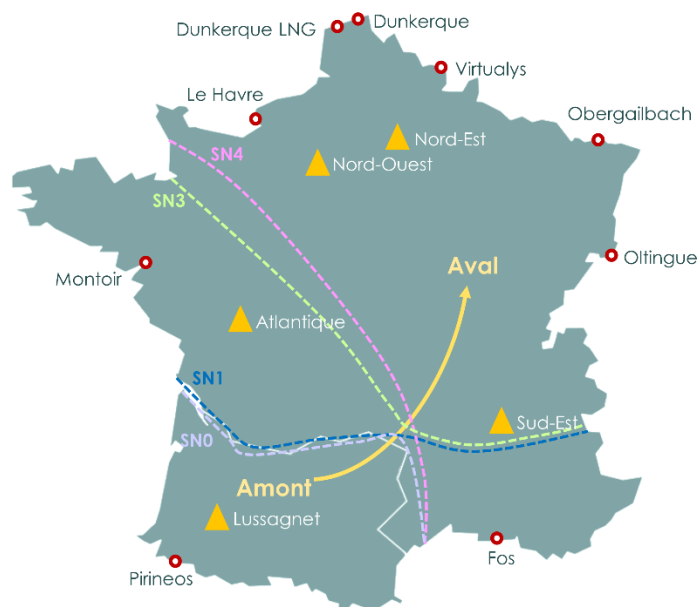 Dunkerque LNG
Dunkerque
Virtualys
Le Havre
Obergailbach
Nord-Est
SN4
Nord-Ouest
SN3
Oltingue
Aval
Montoir
Atlantique
SN1
Sud-Est
SN0
Amont
Lussagnet
Fos
Pirineos